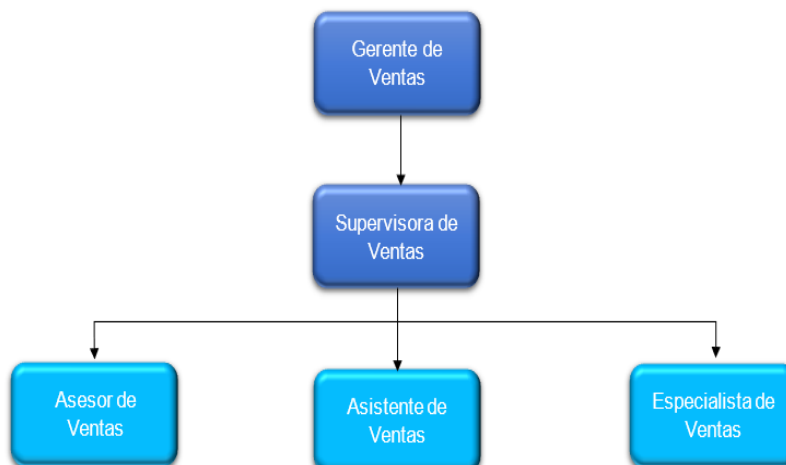 Gerente de
Ventas
Supervisora de
Ventas
Asesor de
Ventas
Asistente de
Ventas
Especialista de
Ventas